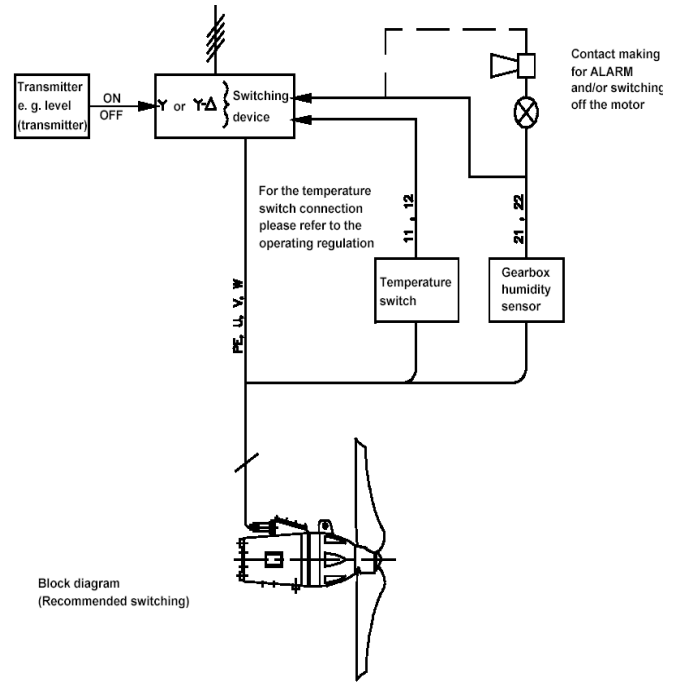 Contact making
for ALARM
and/or switching
off the motor
Transmitter
e. g. level
(transmitter)
ON
OFF
Y or Y-Δ
Switching
device
For the temperature
switch connection
please refer to the
operating regulation
11 , 12
21 , 22
Temperature
switch
Gearbox
humidity
sensor
PE, U, V, W
Block diagram
(Recommended switching)